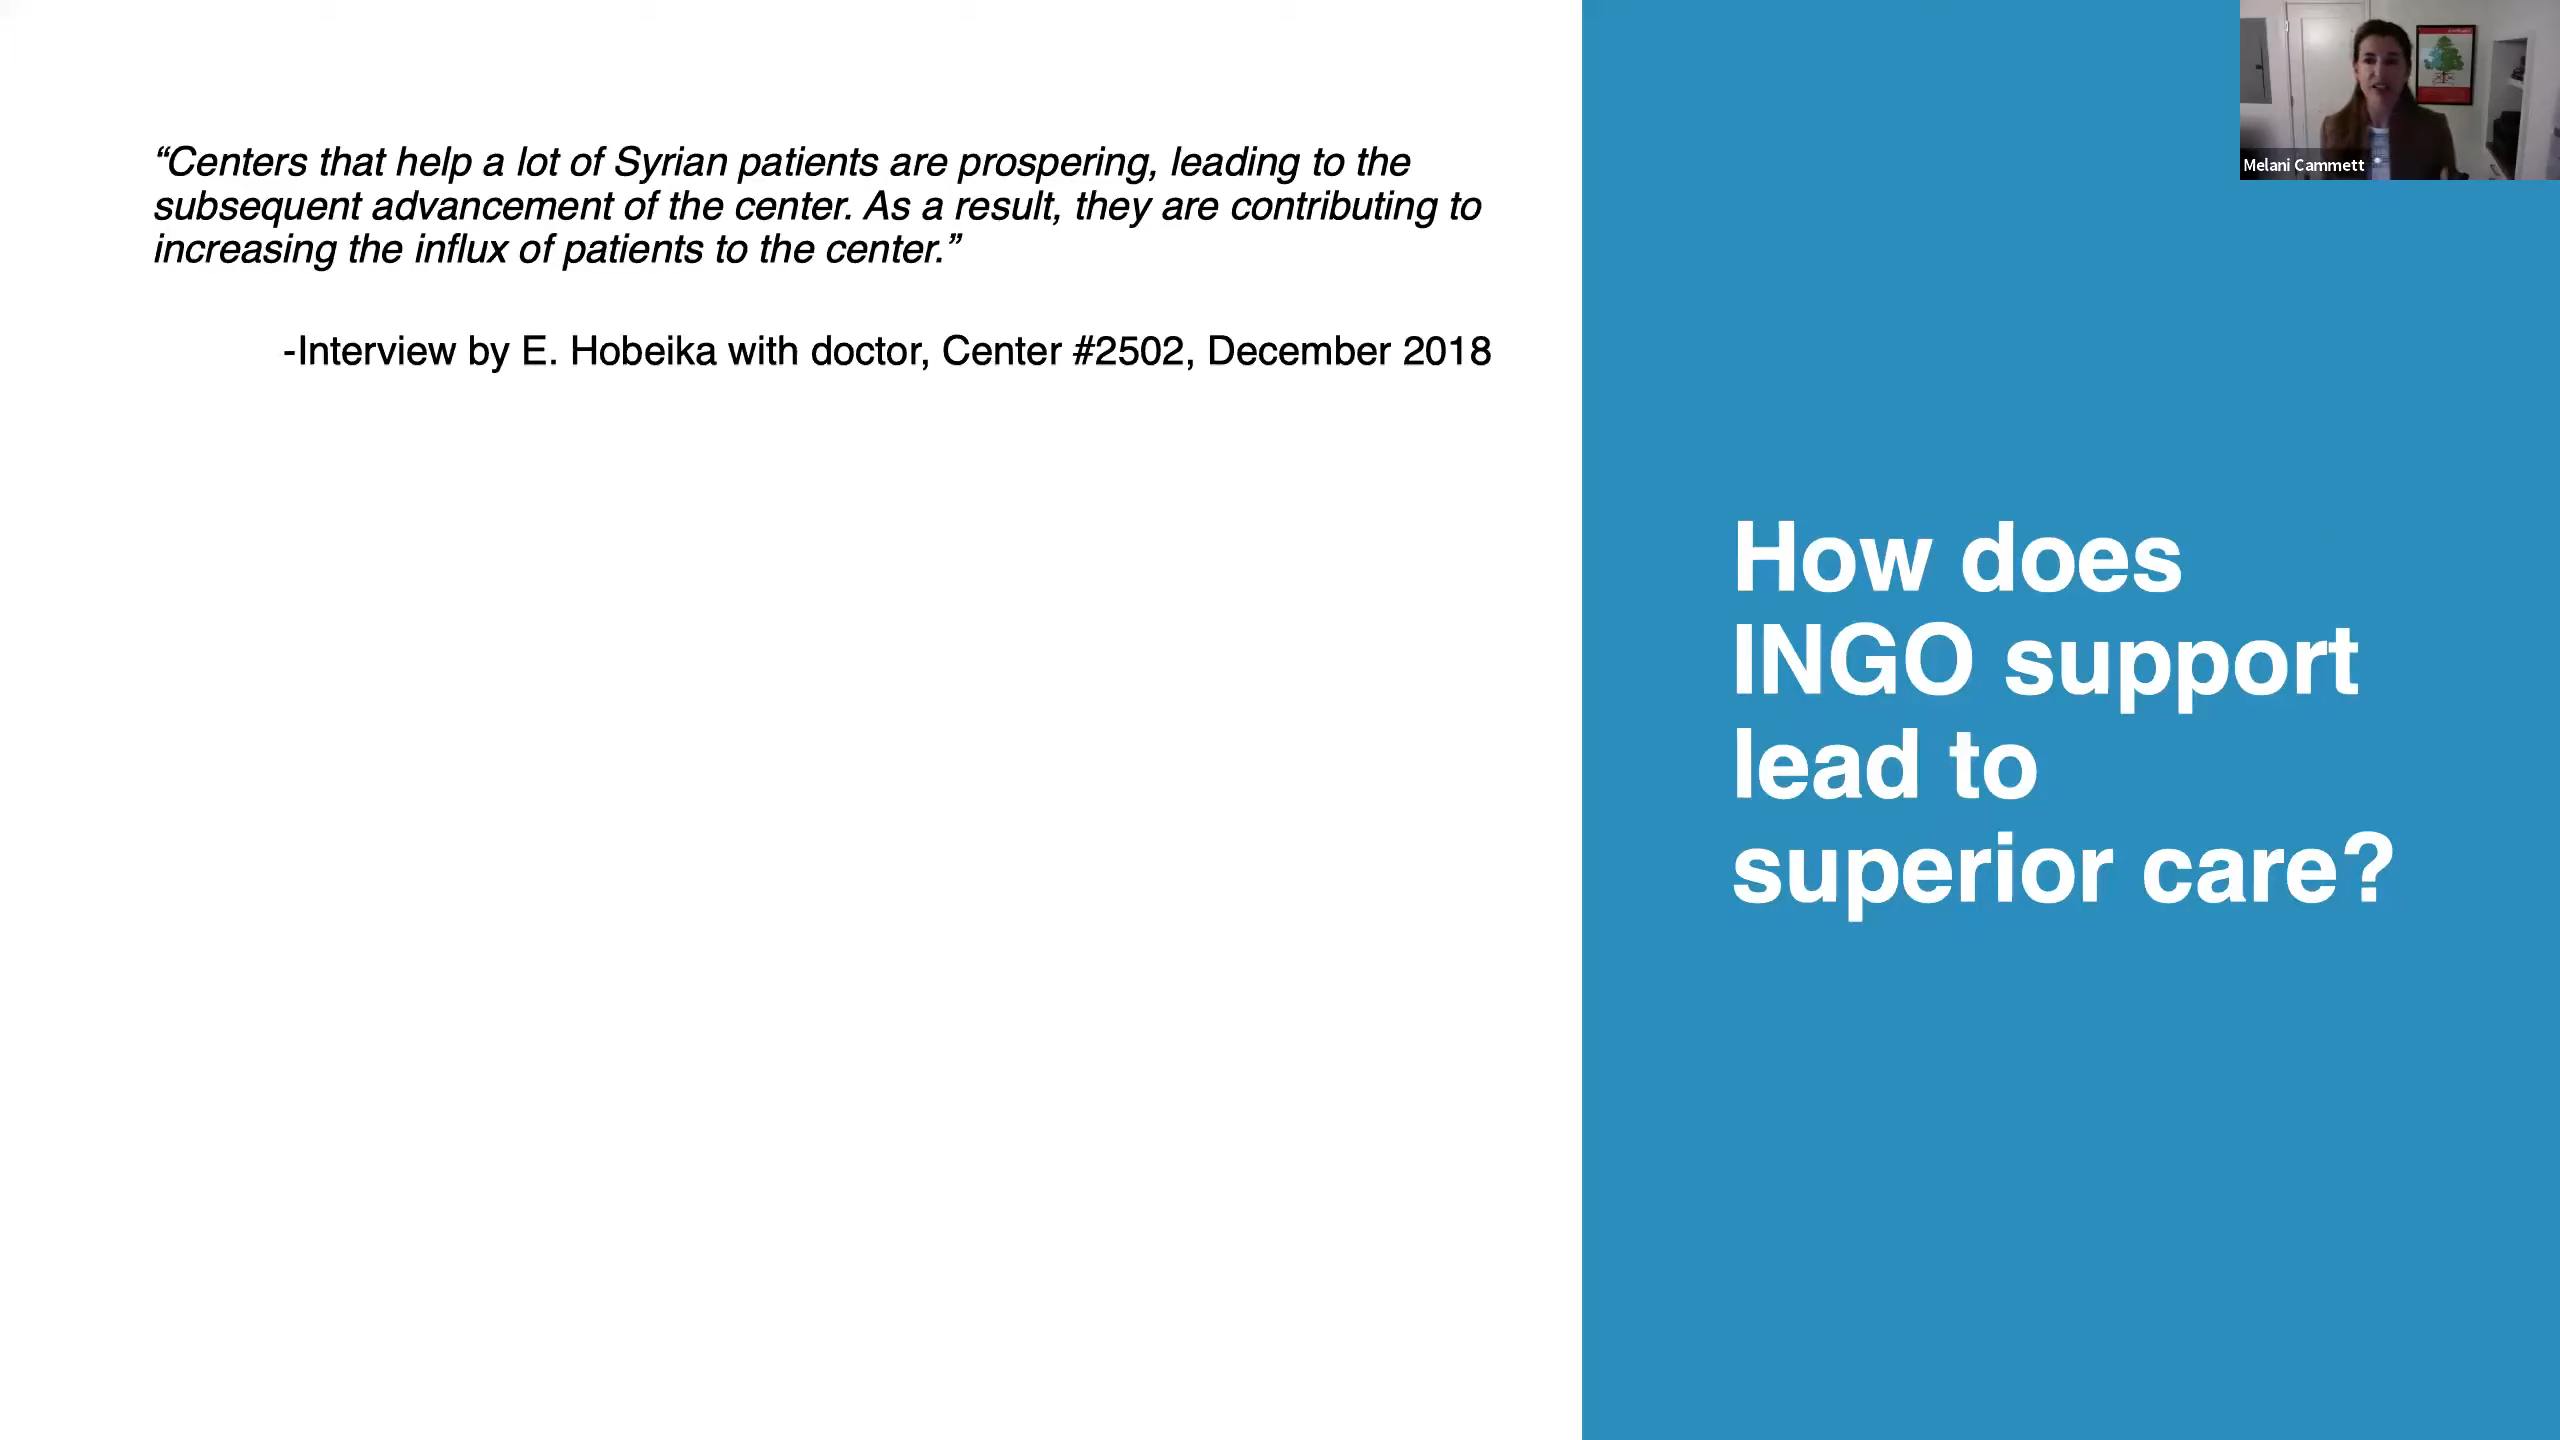 “Centers that help a lot of Syrian patients are prospering, leading to the
subsequent advancement of the center. As a result, they are contributing to
increasing the influx of patients to the center.”
-Interview by E. Hobeika with doctor, Center #2502, December 2018
Melani Cammett
How does
INGO support
lead to
superior care?